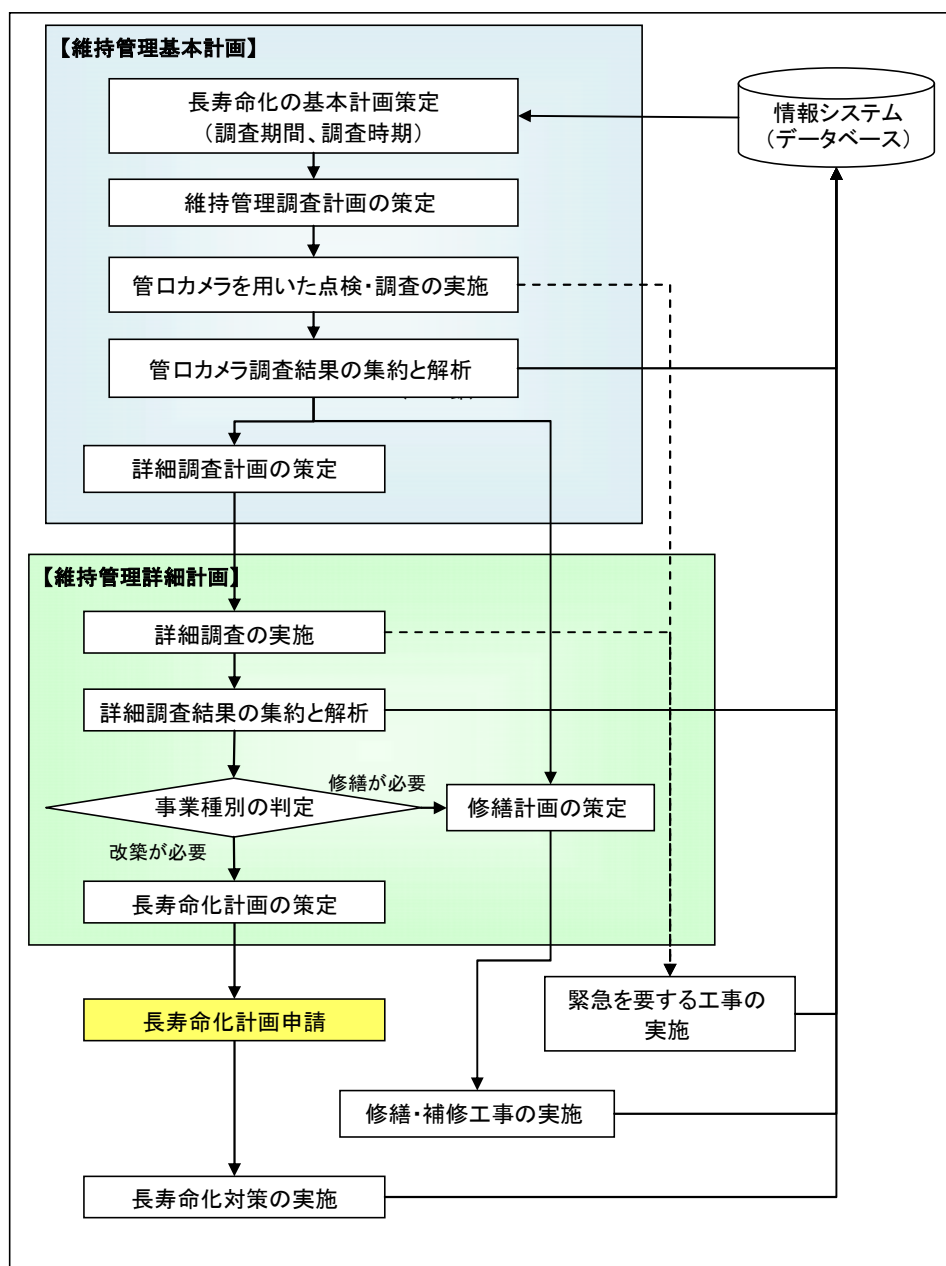 【維持管理基本計画】
長寿命化の基本計画策定
（調査期間、調査時期）
情報システム
（データベース）
維持管理調査計画の策定
管口カメラを用いた点検・調査の実施
管口カメラ調査結果の集約と解析
詳細調査計画の策定
【維持管理詳細計画】
詳細調査の実施
詳細調査結果の集約と解析
事業種別の判定
修繕が必要
修繕計画の策定
改築が必要
長寿命化計画の策定
長寿命化計画申請
緊急を要する工事の
実施
修繕・補修工事の実施
長寿命化対策の実施